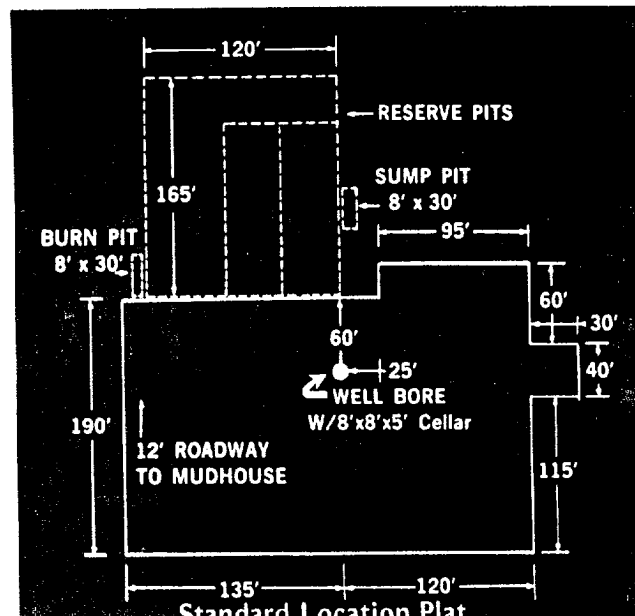 120'
RESERVE PITS
SUMP PIT
8' x 30'
165'
95'
BURN PIT
8' x 30'
60'
30'
60'
40'
25'
WELL BORE
W/8'x8'x5' Cellar
190'
12' ROADWAY
TO MUDHOUSE
115'
135'
120'
Standard Location Plat